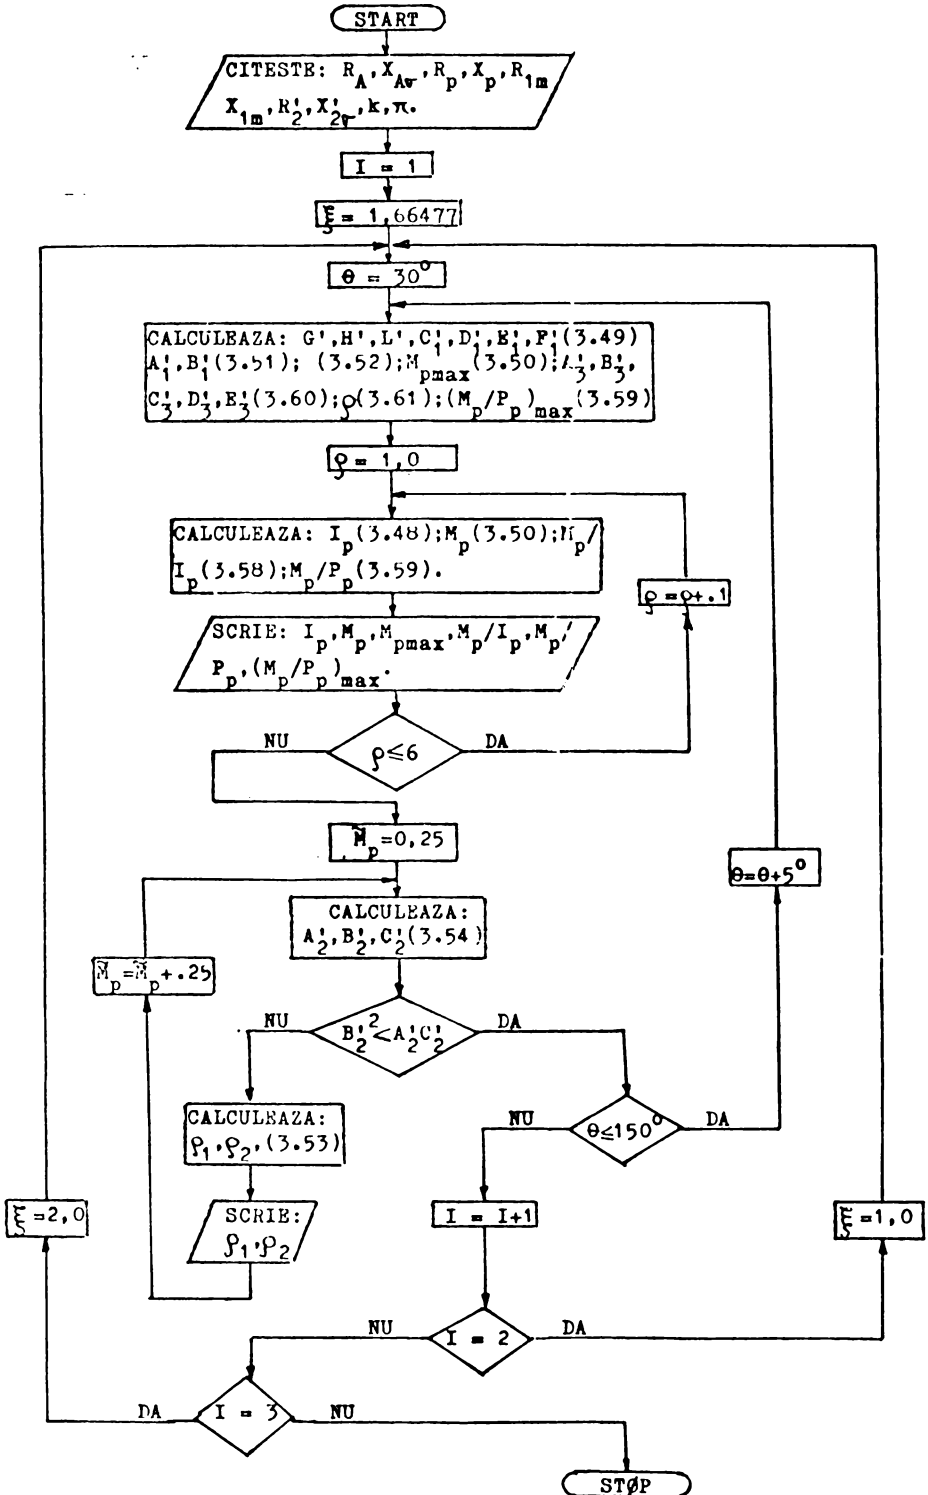 START
CITESTE: R_A, X_Aσ, R_p, X_p, R_1m
X_1m, R'_2, X'_2σ, k, π.
I = 1
ξ = 1,66477
θ = 30°
CALCULEAZA: G', H', L', C'_1, D'_1, E'_1, F'_1 (3.49)
A'_1, B'_1 (3.51); (3.52); M_pmax (3.50); A'_3, B'_3,
C'_3, D'_3, E'_3 (3.60); ρ (3.61); (M_p/P_p)_max (3.59)
ρ = 1,0
CALCULEAZA: I_p (3.48); M_p (3.50); M_p/
I_p (3.58); M_p/P_p (3.59).
ρ = ρ+.1
SCRIE: I_p, M_p, M_pmax, M_p/I_p, M_p/
P_p, (M_p/P_p)_max.
NU
DA
ρ≤6
M̃_p=0,25
θ=θ+5°
CALCULEAZA:
A'_2, B'_2, C'_2 (3.54)
M̃_p=M̃_p+.25
NU
DA
B'_2² < A'_2C'_2
CALCULEAZA:
ρ_1, ρ_2, (3.53)
NU
DA
θ≤150°
ξ=2,0
SCRIE:
ρ_1, ρ_2
I = I+1
ξ=1,0
NU
DA
I = 2
DA
NU
I = 3
STØP